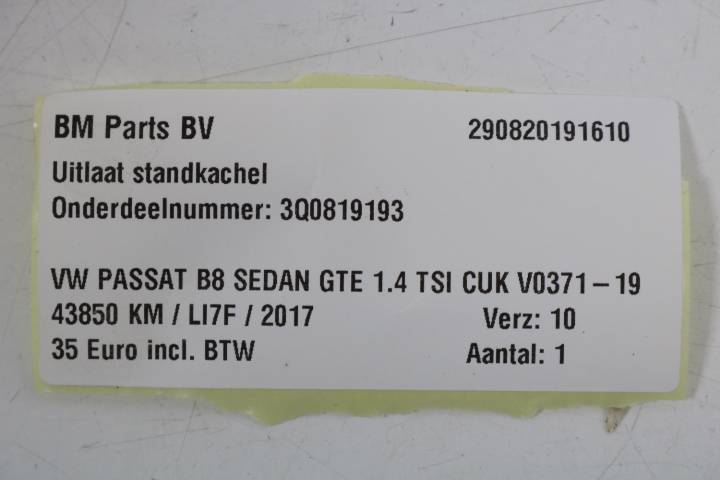 BM Parts BV 290820191610
Uitlaat standkachel
Onderdeelnummer: 3Q0819193
VW PASSAT B8 SEDAN GTE 1.4 TSI CUK V0371-19
43850 KM / LI7F / 2017 Verz: 10
35 Euro incl. BTW Aantal: 1